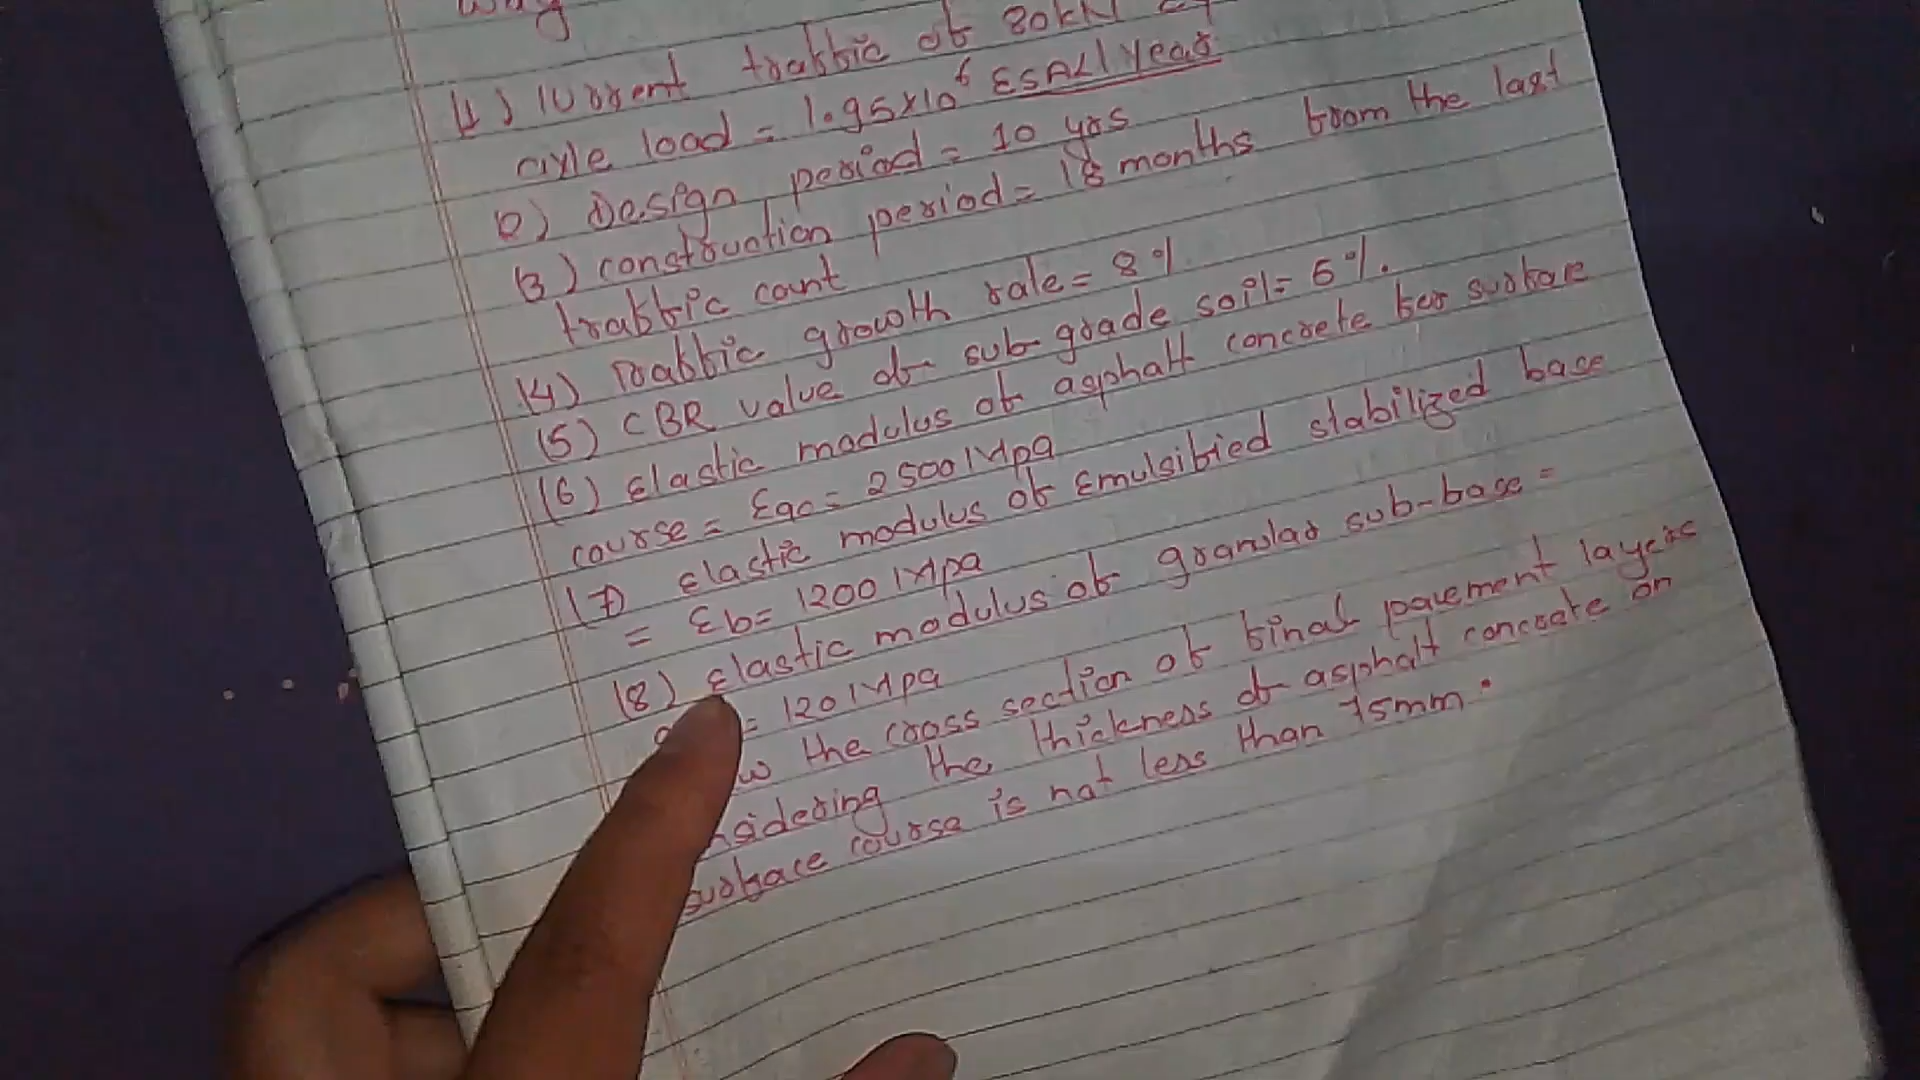 (1) Current traffic of 80kN
axle load = 1.95x10⁶ ESAL/Year
2) Design period = 10 yrs
(3) construction period = 18 months from the last
traffic count
(4) Traffic growth rate = 8%
(5) CBR value of sub grade soil = 5%.
(6) Elastic modulus of asphalt concrete for surface
course = Eac = 2500 Mpa
(7) Elastic modulus of Emulsified stabilized base
= Eb = 1200 Mpa
(8) Elastic modulus of granular sub-base =
= 120 Mpa
w the cross section of final pavement layers
nsidering the thickness of asphalt concrete on
surface course is not less than 75mm.